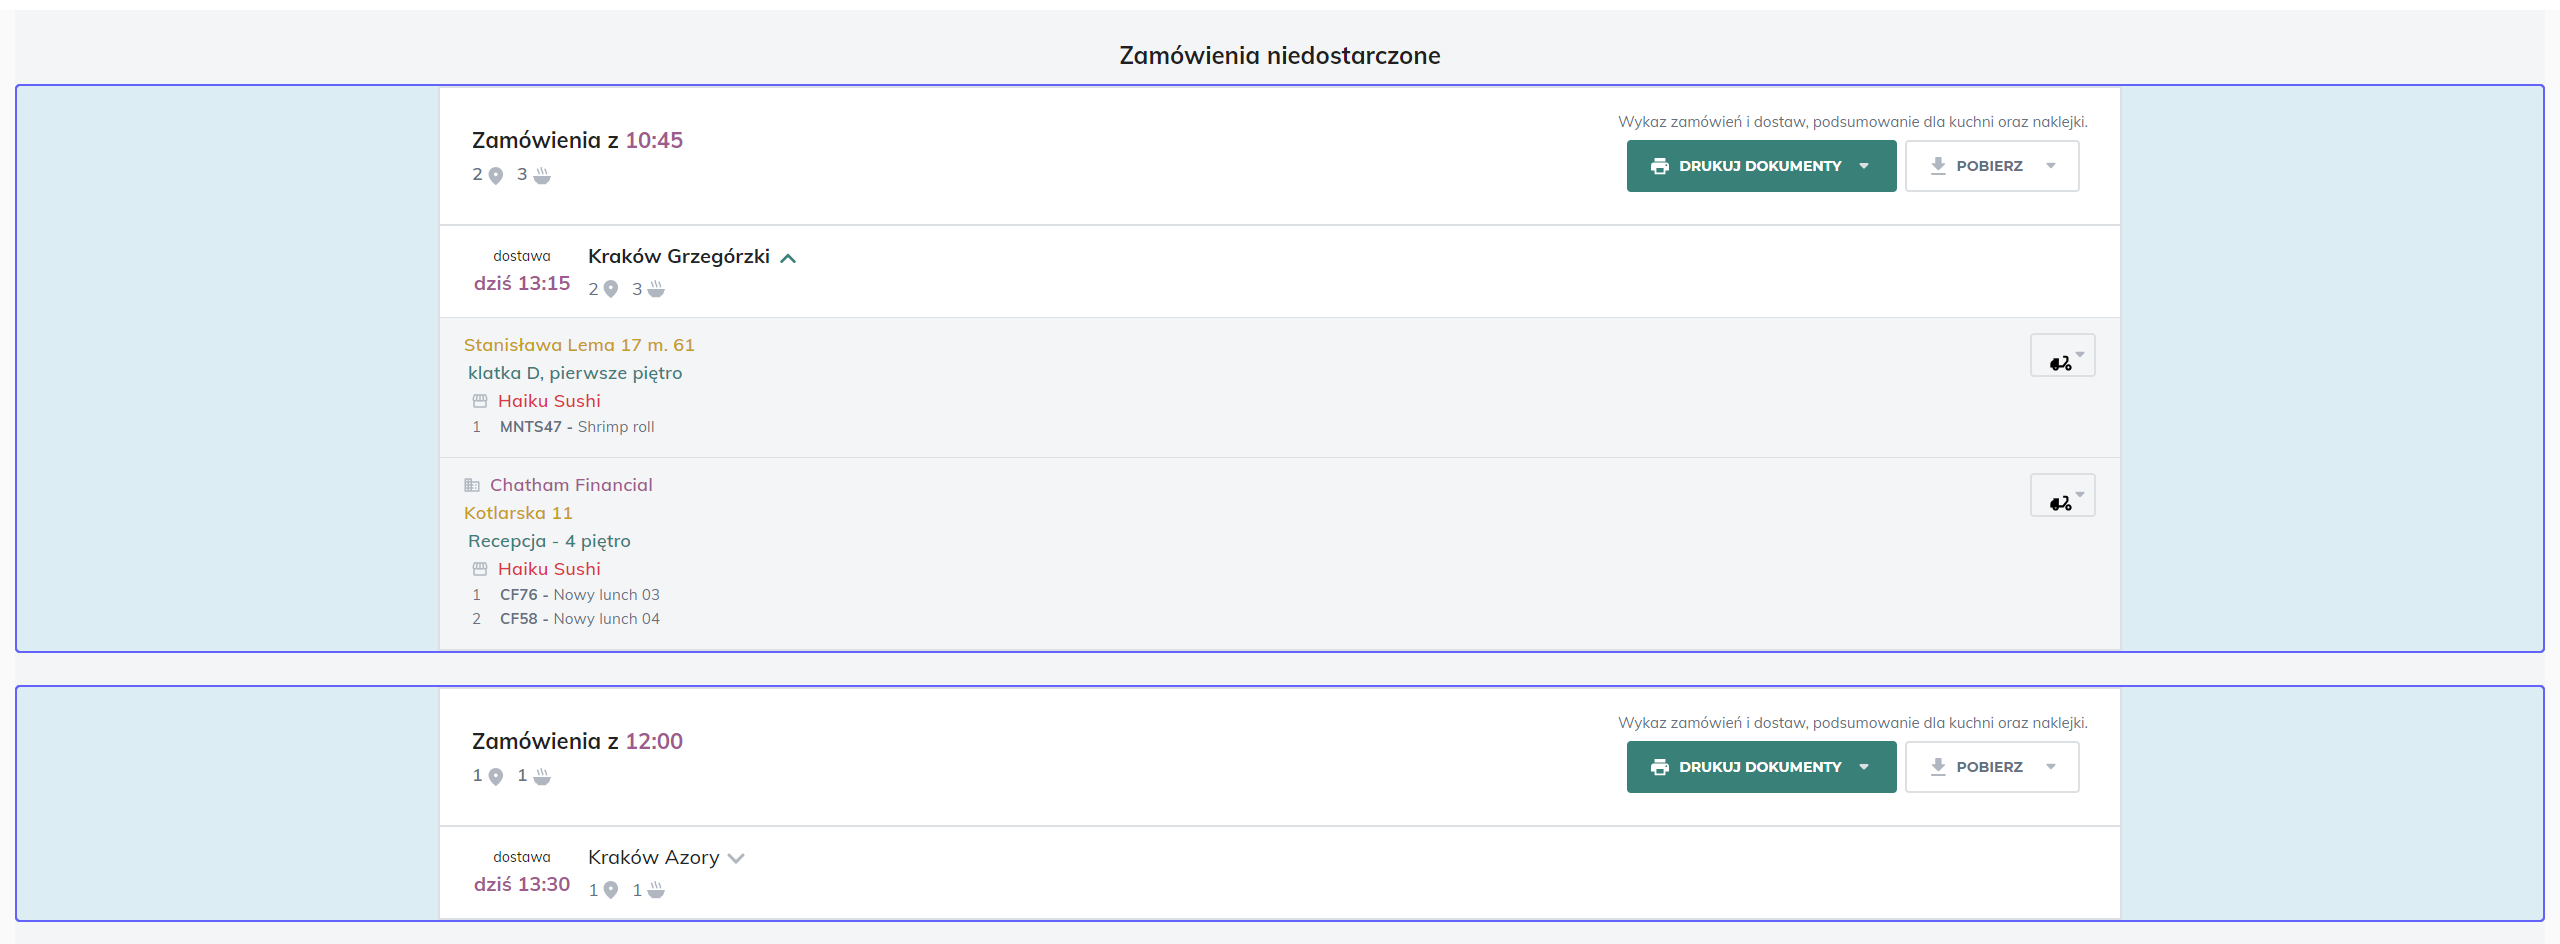 Zamówienia niedostarczone
Zamówienia z 10:45
2 3
Wykaz zamówień i dostaw, podsumowanie dla kuchni oraz naklejki.
DRUKUJ DOKUMENTY
POBIERZ
dostawa
dziś 13:15
Kraków Grzegórzki
2 3
Stanisława Lema 17 m. 61
klatka D, pierwsze piętro
Haiku Sushi
1 MNTS47 - Shrimp roll
Chatham Financial
Kotlarska 11
Recepcja - 4 piętro
Haiku Sushi
1 CF76 - Nowy lunch 03
2 CF58 - Nowy lunch 04
Zamówienia z 12:00
1 1
Wykaz zamówień i dostaw, podsumowanie dla kuchni oraz naklejki.
DRUKUJ DOKUMENTY
POBIERZ
dostawa
dziś 13:30
Kraków Azory
1 1